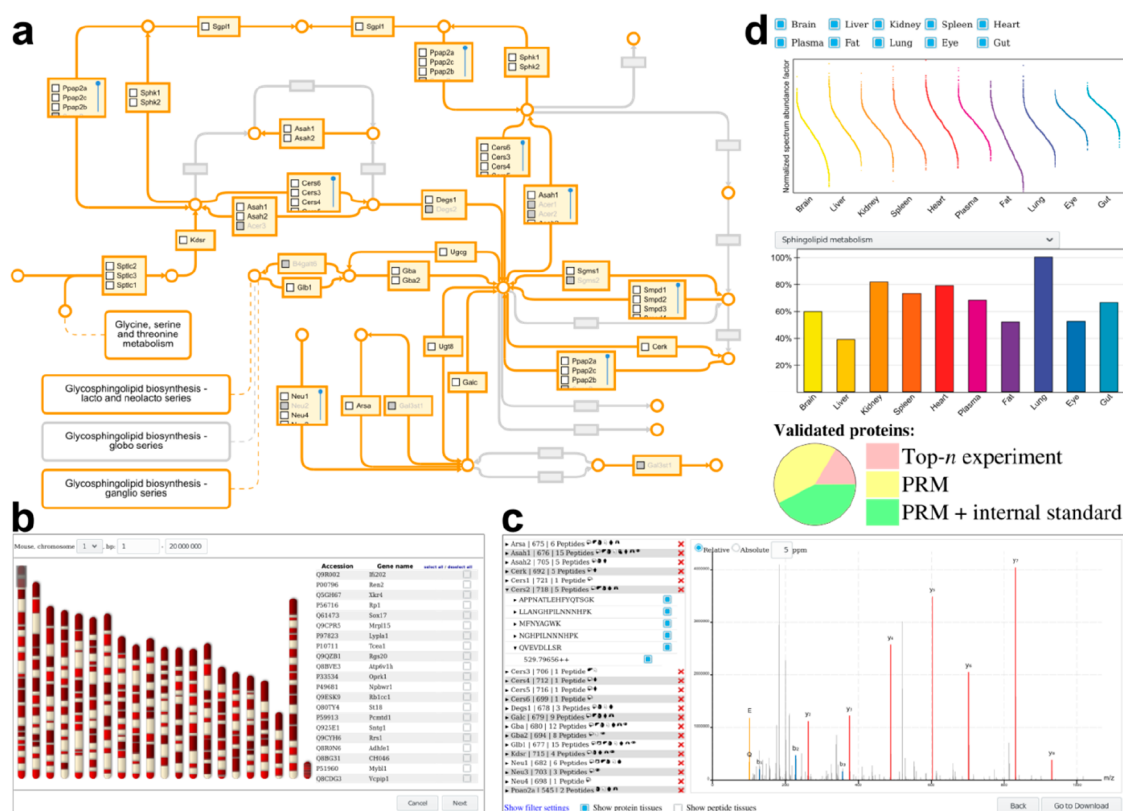 a
Sgpl1
Sgpl1
Ppap2a
Ppap2c
Ppap2b
Sphk1
Sphk2
Ppap2a
Ppap2c
Ppap2b
Sphk1
Sphk2
Asah1
Asah2
Cers6
Cers3
Cers4
Cers5
Cers6
Cers3
Cers4
Asah1
Asah2
Acer3
Degs1
Degs2
Asah1
Acer1
Acer2
Kdsr
Sptlc2
Sptlc3
Sptlc1
Glb1
Gba
Gba2
Ugcg
Sgms1
Sgms2
Smpd1
Smpd2
Smpd3
Glycine, serine
and threonine
metabolism
Ugt8
Cerk
Ppap2a
Ppap2c
Ppap2b
Galc
Glycosphingolipid biosynthesis -
lacto and neolacto series
Neu1
Neu2
Neu4
Arsa
Gal3st1
Glycosphingolipid biosynthesis -
globo series
Gal3st1
Glycosphingolipid biosynthesis -
ganglio series
d
Brain Liver Kidney Spleen Heart
Plasma Fat Lung Eye Gut
Normalized spectrum abundance factor
Brain Liver Kidney Spleen Heart Plasma Fat Lung Eye Gut
Sphingolipid metabolism
100%
80%
60%
40%
20%
Brain Liver Kidney Spleen Heart Plasma Fat Lung Eye Gut
Validated proteins:
Top-n experiment
PRM
PRM + internal standard
b
Mouse, chromosome 1, bp: 1 - 20 000 000
Accession Gene name select all / deselect all
Q9R002 Ifi202
P00796 Ren2
Q5GH67 Xkr4
P56716 Rp1
Q61473 Sox17
Q9CPR5 Mrpl15
P97823 Lypla1
P10711 Tcea1
Q9QZB1 Rgs20
Q8BVE3 Atp6v1h
P33534 Oprk1
P49681 Npbwr1
Q9ESK9 Rb1cc1
Q80TY4 St18
P59913 Pcmtd1
Q925E1 Sntg1
Q9CYH6 Rrs1
Q8R0N6 Adhfe1
Q8BG31
P51960 Mybl1
Q8CDG3 Vcpip1
Cancel Next
c
Arsa | 675 | 6 Peptides
Asah1 | 676 | 15 Peptides
Asah2 | 705 | 5 Peptides
Cerk | 692 | 5 Peptides
Cers1 | 721 | 1 Peptide
Cers2 | 718 | 5 Peptides
APPNATLEHFYQTSGK
LLANGHPILNNNHPK
MFNYAGWK
NGHPILNNNHPK
QVEVDLLSR
529.79656++
Cers3 | 700 | 1 Peptide
Cers4 | 712 | 1 Peptides
Cers5 | 716 | 1 Peptides
Cers6 | 699 | 1 Peptide
Degs1 | 678 | 3 Peptides
Galc | 679 | 9 Peptides
Gba | 680 | 12 Peptides
Gba2 | 694 | 8 Peptides
Glb1 | 677 | 15 Peptides
Kdsr | 715 | 4 Peptides
Neu1 | 682 | 6 Peptides
Neu3 | 703 | 3 Peptides
Neu4 | 698 | 1 Peptides
Ppap2a | 545 | 2 Peptides
Show filter settings Show protein tissues Show peptide tissues
Relative Absolute 5 ppm
E
Q
m/z
Back Go to Download